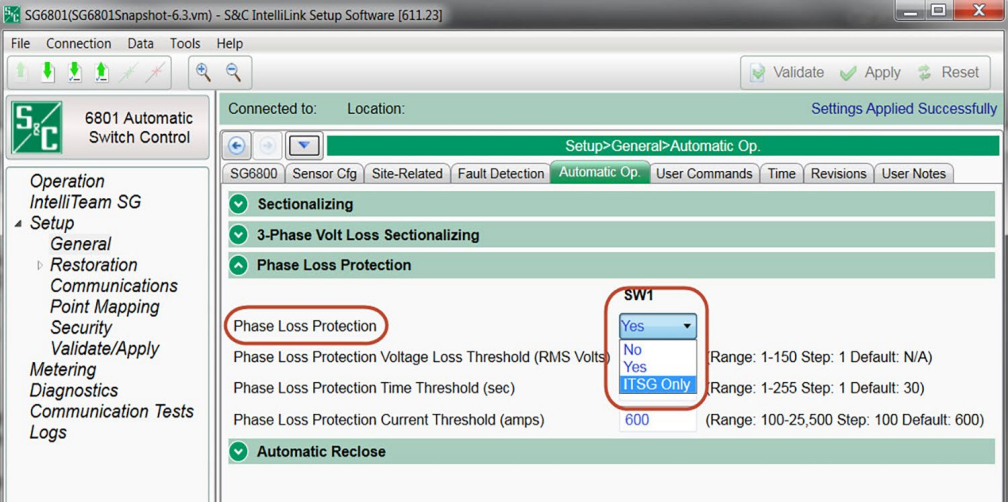 SG6801(SG6801Snapshot-6.3.vm) - S&C IntelliLink Setup Software [611.23]
File Connection Data Tools Help
Validate Apply Reset
S&C
6801 Automatic
Switch Control
Connected to: Location: Settings Applied Successfully
Setup>General>Automatic Op.
SG6800 Sensor Cfg Site-Related Fault Detection Automatic Op. User Commands Time Revisions User Notes
Operation
IntelliTeam SG
Setup
General
Restoration
Communications
Point Mapping
Security
Validate/Apply
Metering
Diagnostics
Communication Tests
Logs
Sectionalizing
3-Phase Volt Loss Sectionalizing
Phase Loss Protection
SW1
Phase Loss Protection Yes
No
Yes
ITSG Only
Phase Loss Protection Voltage Loss Threshold (RMS Volts) (Range: 1-150 Step: 1 Default: N/A)
Phase Loss Protection Time Threshold (sec) (Range: 1-255 Step: 1 Default: 30)
Phase Loss Protection Current Threshold (amps) 600 (Range: 100-25,500 Step: 100 Default: 600)
Automatic Reclose